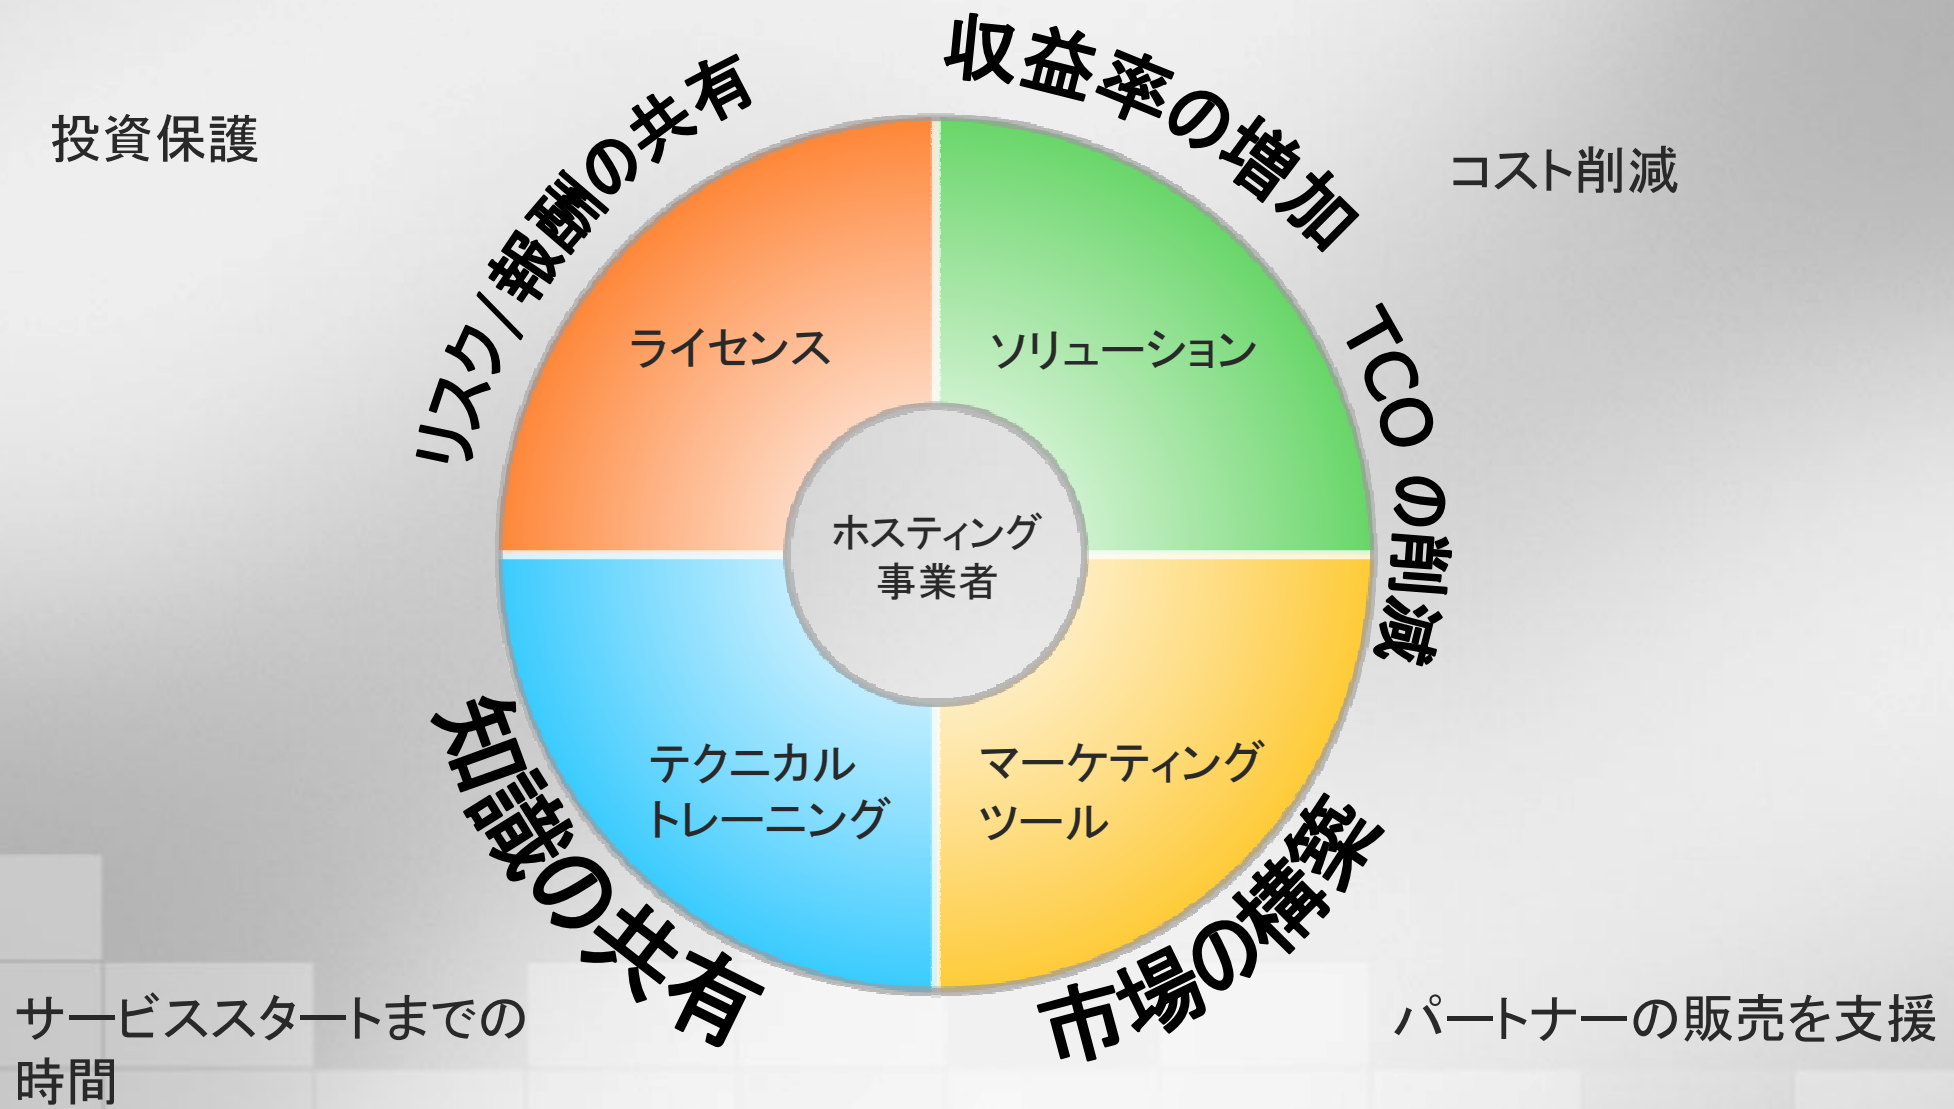 収益率の増加
リスク/報酬の共有
投資保護
コスト削減
TCO の削減
ライセンス
ソリューション
ホスティング
事業者
テクニカル
トレーニング
マーケティング
ツール
知識の共有
市場の構築
サービススタートまでの
時間
パートナーの販売を支援